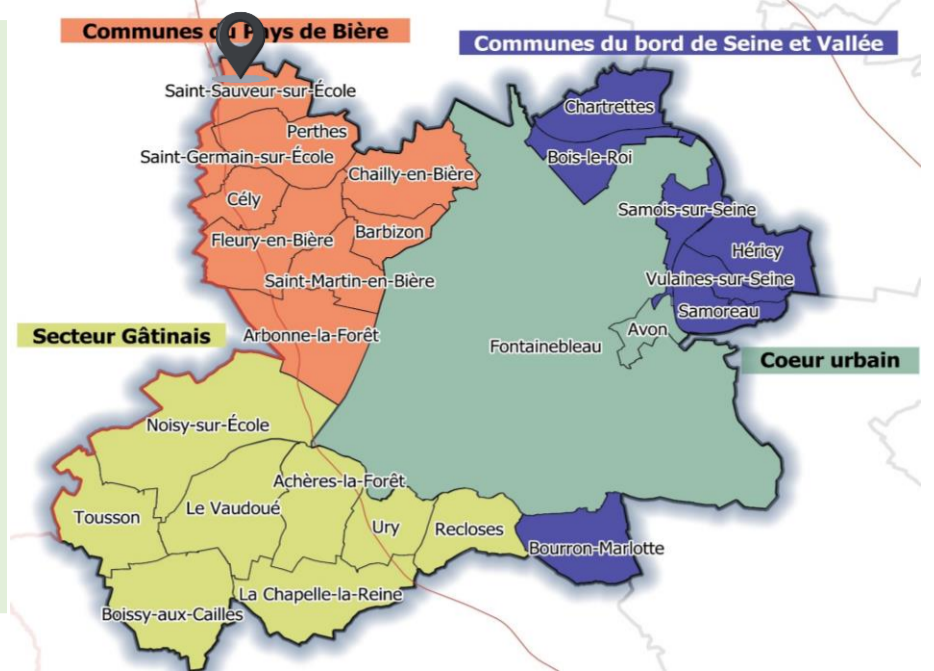 Communes du Pays de Bière
Communes du bord de Seine et Vallée
Saint-Sauveur-sur-École
Chartrettes
Perthes
Saint-Germain-sur-École
Bois-le-Roi
Chailly-en-Bière
Cély
Samois-sur-Seine
Barbizon
Fleury-en-Bière
Héricy
Saint-Martin-en-Bière
Vulaines-sur-Seine
Samoreau
Secteur Gâtinais
Arbonne-la-Forêt
Avon
Fontainebleau
Coeur urbain
Noisy-sur-École
Achères-la-Forêt
Le Vaudoué
Tousson
Ury
Recloses
Bourron-Marlotte
La Chapelle-la-Reine
Boissy-aux-Cailles